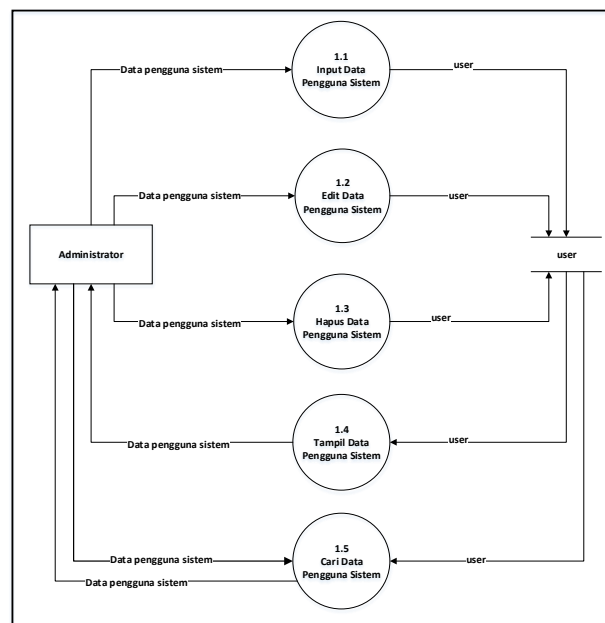 1.1
Input Data
Pengguna Sistem
Data pengguna sistem
user
1.2
Edit Data
Pengguna Sistem
Data pengguna sistem
user
Administrator
user
1.3
Hapus Data
Pengguna Sistem
Data pengguna sistem
user
1.4
Tampil Data
Pengguna Sistem
Data pengguna sistem
user
1.5
Cari Data
Pengguna Sistem
Data pengguna sistem
user
Data pengguna sistem